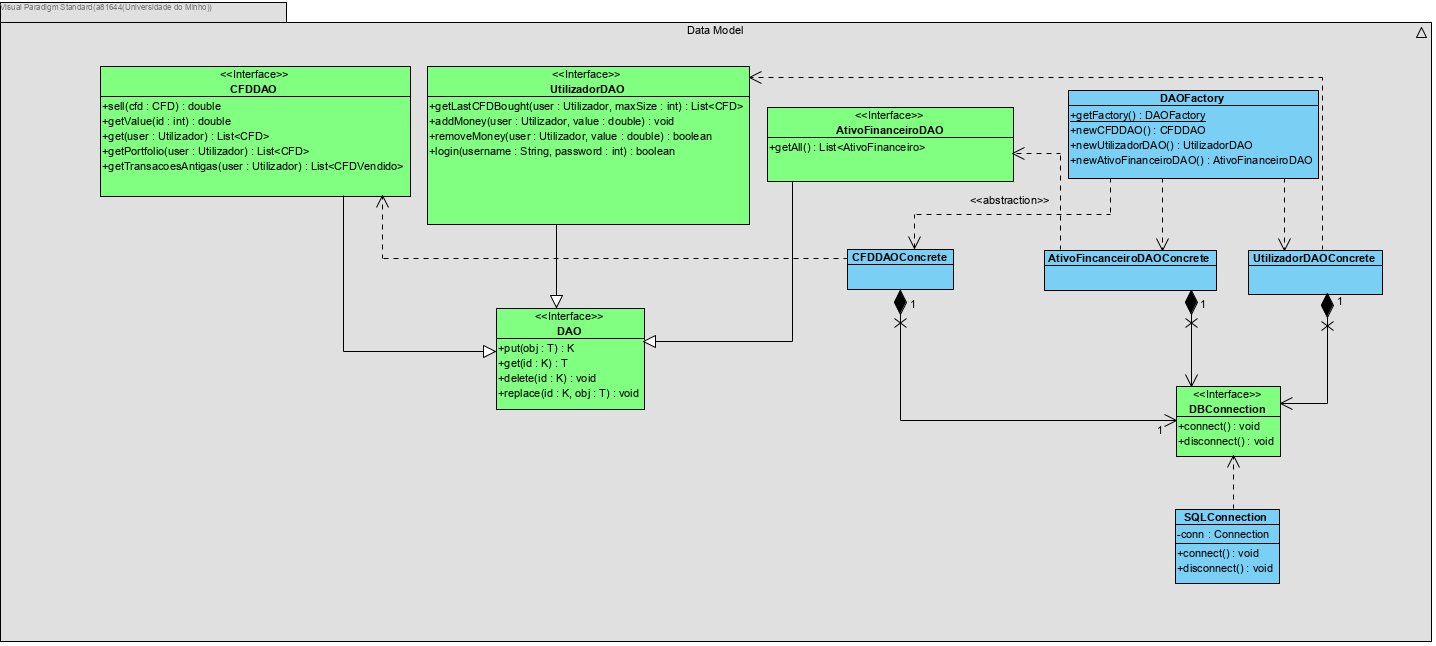 Visual Paradigm Standard(a81644(Universidade do Minho))
Data Model
<<Interface>>
CFDDAO
+sell(cfd : CFD) : double
+getValue(id : int) : double
+get(user : Utilizador) : List<CFD>
+getPortfolio(user : Utilizador) : List<CFD>
+getTransacoesAntigas(user : Utilizador) : List<CFDVendido>
<<Interface>>
UtilizadorDAO
+getLastCFDBought(user : Utilizador, maxSize : int) : List<CFD>
+addMoney(user : Utilizador, value : double) : void
+removeMoney(user : Utilizador, value : double) : boolean
+login(username : String, password : int) : boolean
<<Interface>>
AtivoFinanceiroDAO
+getAll() : List<AtivoFinanceiro>
DAOFactory
+getFactory() : DAOFactory
+newCFDDAO() : CFDDAO
+newUtilizadorDAO() : UtilizadorDAO
+newAtivoFinanceiroDAO() : AtivoFinanceiroDAO
<<abstraction>>
CFDDAOConcrete
AtivoFincanceiroDAOConcrete
UtilizadorDAOConcrete
1
1
1
<<Interface>>
DAO
+put(obj : T) : K
+get(id : K) : T
+delete(id : K) : void
+replace(id : K, obj : T) : void
<<Interface>>
DBConnection
+connect() : void
+disconnect() : void
1
SQLConnection
-conn : Connection
+connect() : void
+disconnect() : void